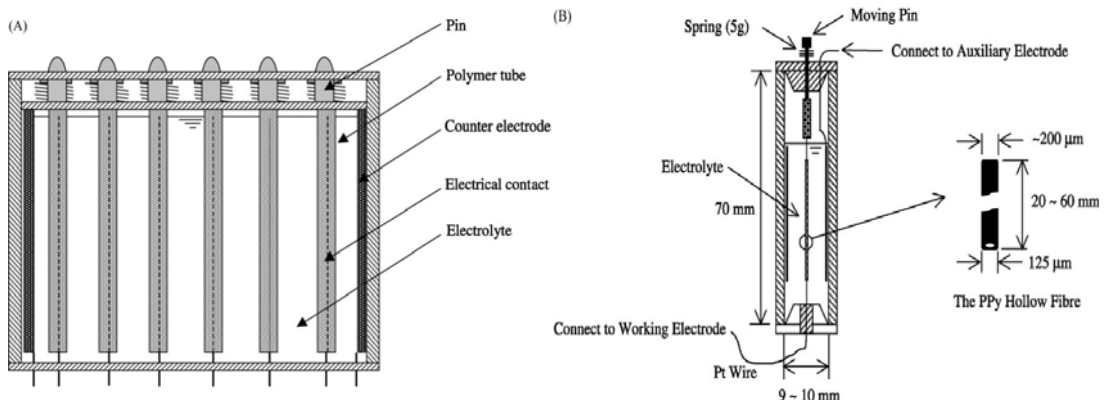 (A)
Pin
Polymer tube
Counter electrode
Electrical contact
Electrolyte
(B)
Moving Pin
Spring (5g)
Connect to Auxiliary Electrode
Electrolyte
70 mm
~200 µm
20 ~ 60 mm
125 µm
The PPy Hollow Fibre
Connect to Working Electrode
Pt Wire
9 ~ 10 mm